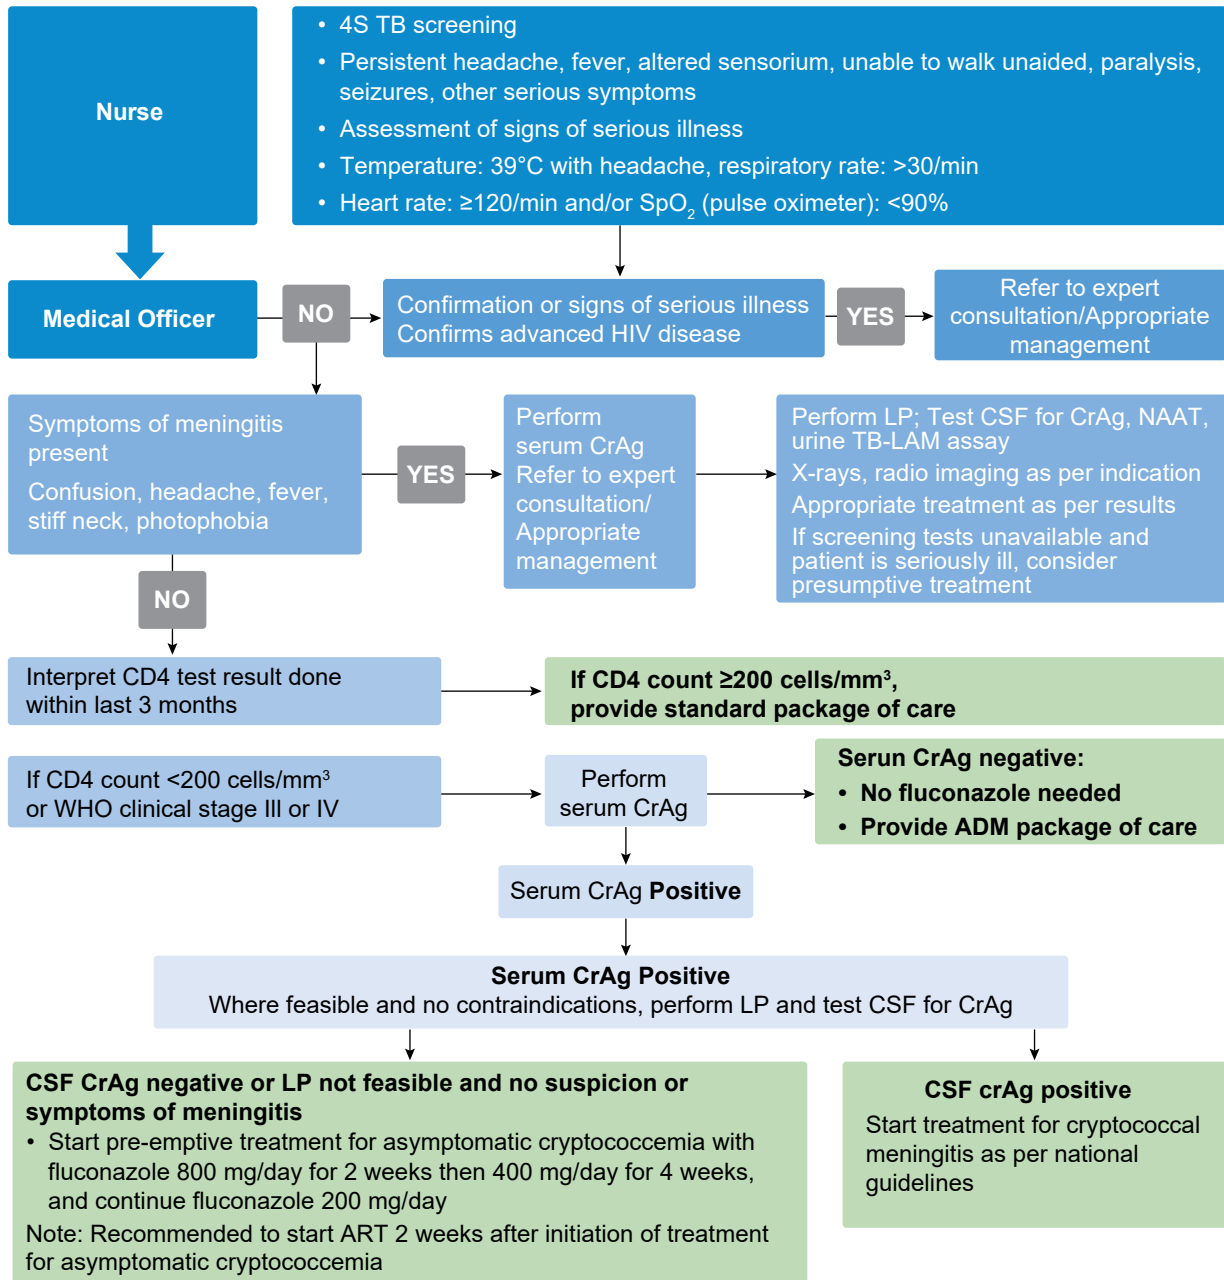 Nurse
• 4S TB screening
• Persistent headache, fever, altered sensorium, unable to walk unaided, paralysis,
seizures, other serious symptoms
• Assessment of signs of serious illness
• Temperature: 39°C with headache, respiratory rate: >30/min
• Heart rate: ≥120/min and/or SpO₂ (pulse oximeter): <90%
Medical Officer
NO
Confirmation or signs of serious illness
Confirms advanced HIV disease
YES
Refer to expert
consultation/Appropriate
management
Symptoms of meningitis
present
Confusion, headache, fever,
stiff neck, photophobia
YES
Perform
serum CrAg
Refer to expert
consultation/
Appropriate
management
Perform LP; Test CSF for CrAg, NAAT,
urine TB-LAM assay
X-rays, radio imaging as per indication
Appropriate treatment as per results
If screening tests unavailable and
patient is seriously ill, consider
presumptive treatment
NO
Interpret CD4 test result done
within last 3 months
If CD4 count ≥200 cells/mm³,
provide standard package of care
If CD4 count <200 cells/mm³
or WHO clinical stage III or IV
Perform
serum CrAg
Serun CrAg negative:
• No fluconazole needed
• Provide ADM package of care
Serum CrAg Positive
Serum CrAg Positive
Where feasible and no contraindications, perform LP and test CSF for CrAg
CSF CrAg negative or LP not feasible and no suspicion or
symptoms of meningitis
• Start pre-emptive treatment for asymptomatic cryptococcemia with
fluconazole 800 mg/day for 2 weeks then 400 mg/day for 4 weeks,
and continue fluconazole 200 mg/day
Note: Recommended to start ART 2 weeks after initiation of treatment
for asymptomatic cryptococcemia
CSF crAg positive
Start treatment for cryptococcal
meningitis as per national
guidelines